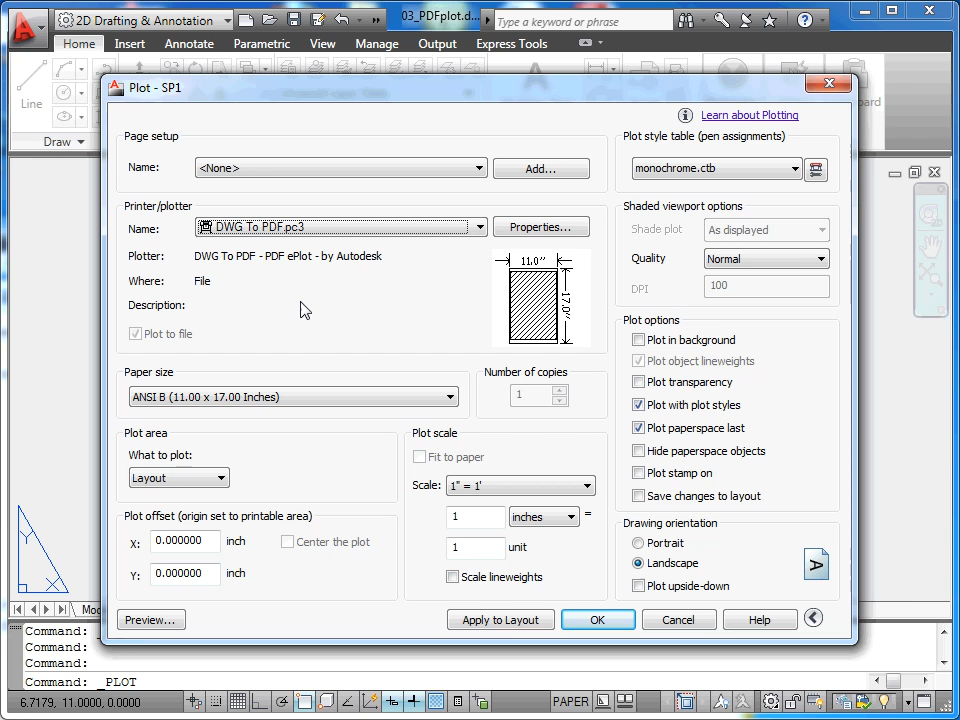 2D Drafting & Annotation
03_PDFplot.d...
Type a keyword or phrase
Home Insert Annotate Parametric View Manage Output Express Tools
Line
Draw
Plot - SP1
Learn about Plotting
Page setup
Name: <None> Add...
Plot style table (pen assignments)
monochrome.ctb
Printer/plotter
Name: DWG To PDF.pc3 Properties...
Plotter: DWG To PDF - PDF ePlot - by Autodesk
Where: File
Description:
Plot to file
11.0''
17.0''
Shaded viewport options
Shade plot As displayed
Quality Normal
DPI 100
Paper size
ANSI B (11.00 x 17.00 Inches)
Number of copies
1
Plot options
Plot in background
Plot object lineweights
Plot transparency
Plot with plot styles
Plot paperspace last
Hide paperspace objects
Plot stamp on
Save changes to layout
Plot area
What to plot:
Layout
Plot scale
Fit to paper
Scale: 1" = 1'
1 inches =
1 unit
Scale lineweights
Plot offset (origin set to printable area)
X: 0.000000 inch Center the plot
Y: 0.000000 inch
Drawing orientation
Portrait
Landscape
Plot upside-down
A
Preview... Apply to Layout OK Cancel Help
Y
X
Command:
Command:
Command:
Command: _PLOT
6.7179, 11.0000, 0.0000 PAPER